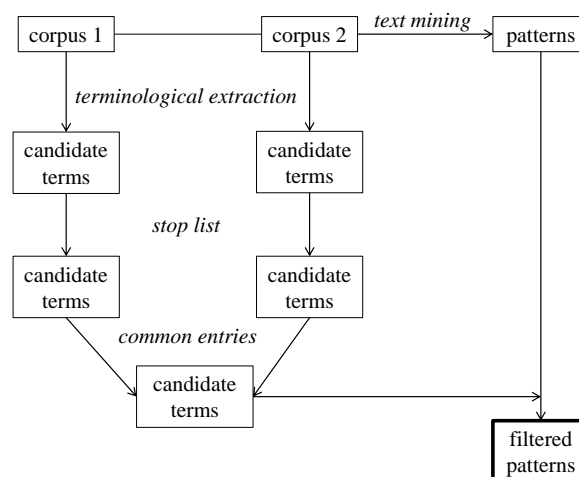 corpus 1
corpus 2
text mining
patterns
terminological extraction
candidate
terms
candidate
terms
stop list
candidate
terms
candidate
terms
common entries
candidate
terms
filtered
patterns